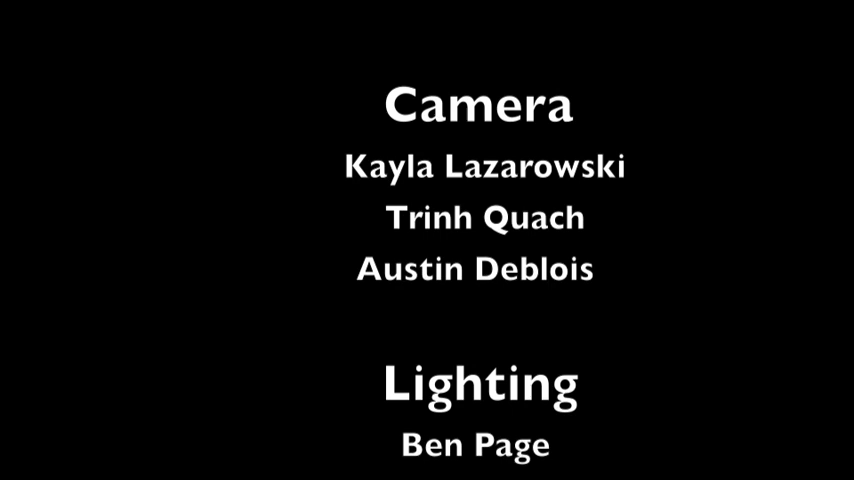 Camera
Kayla Lazarowski
Trinh Quach
Austin Deblois
Lighting
Ben Page